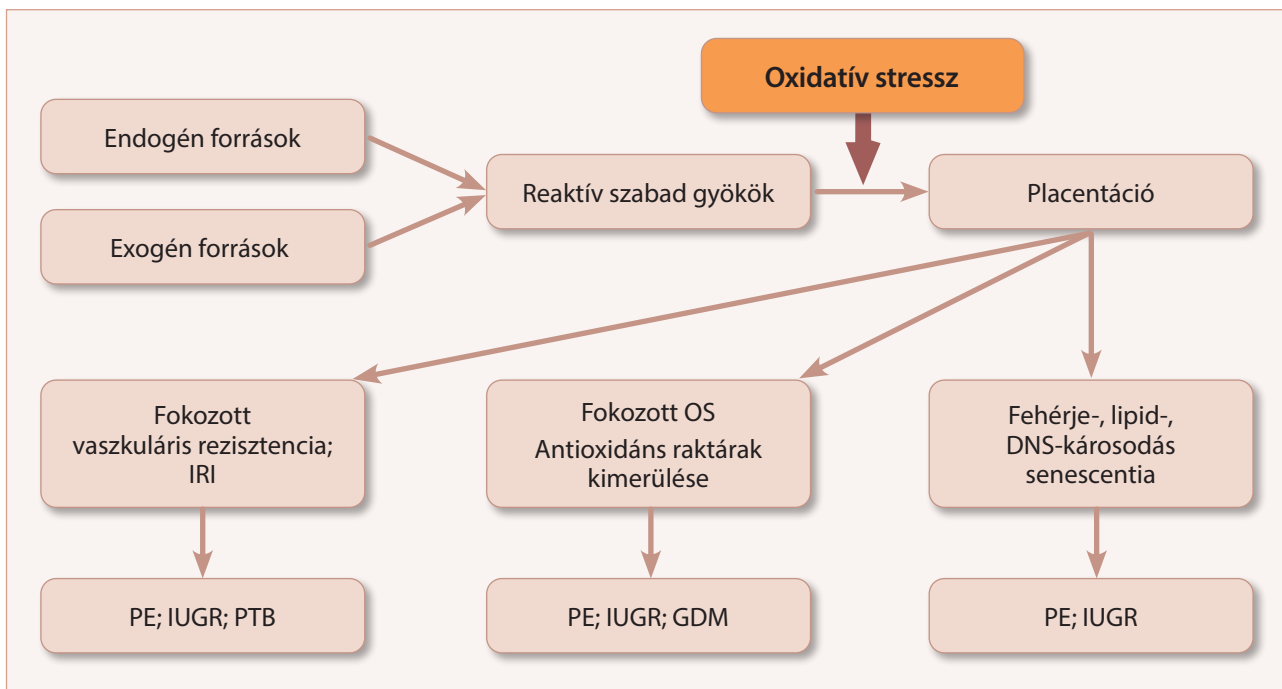 Oxidatív stressz
Endogén források
Exogén források
Reaktív szabad gyökök
Placentáció
Fokozott
vaszkuláris rezisztencia;
IRI
Fokozott OS
Antioxidáns raktárak
kimerülése
Fehérje-, lipid-,
DNS-károsodás
senescentia
PE; IUGR; PTB
PE; IUGR; GDM
PE; IUGR